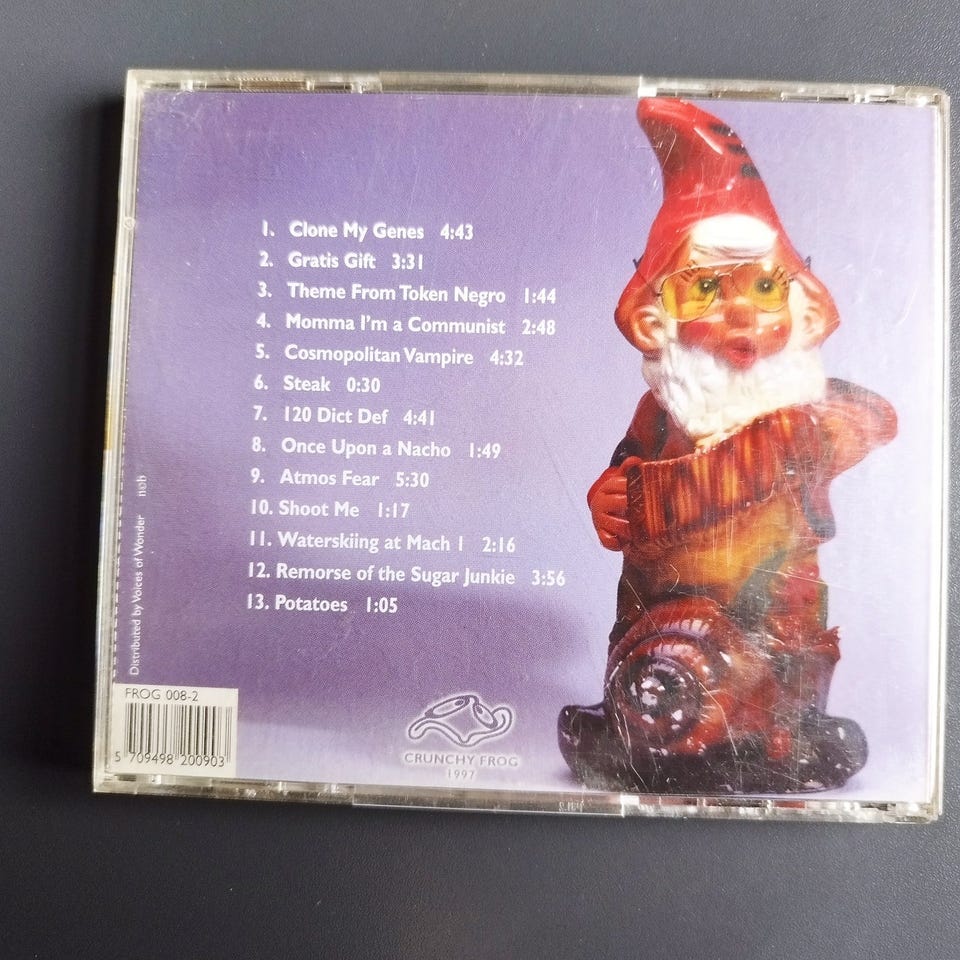 1. Clone My Genes 4:43
2. Gratis Gift 3:31
3. Theme From Token Negro 1:44
4. Momma I'm a Communist 2:48
5. Cosmopolitan Vampire 4:32
6. Steak 0:30
7. 120 Dict Def 4:41
8. Once Upon a Nacho 1:49
9. Atmos Fear 5:30
10. Shoot Me 1:17
11. Waterskiing at Mach 1 2:16
12. Remorse of the Sugar Junkie 3:56
13. Potatoes 1:05
Distributed by Voices of Wonder
FROG 008-2
5 709498 200903
CRUNCHY FROG
1997